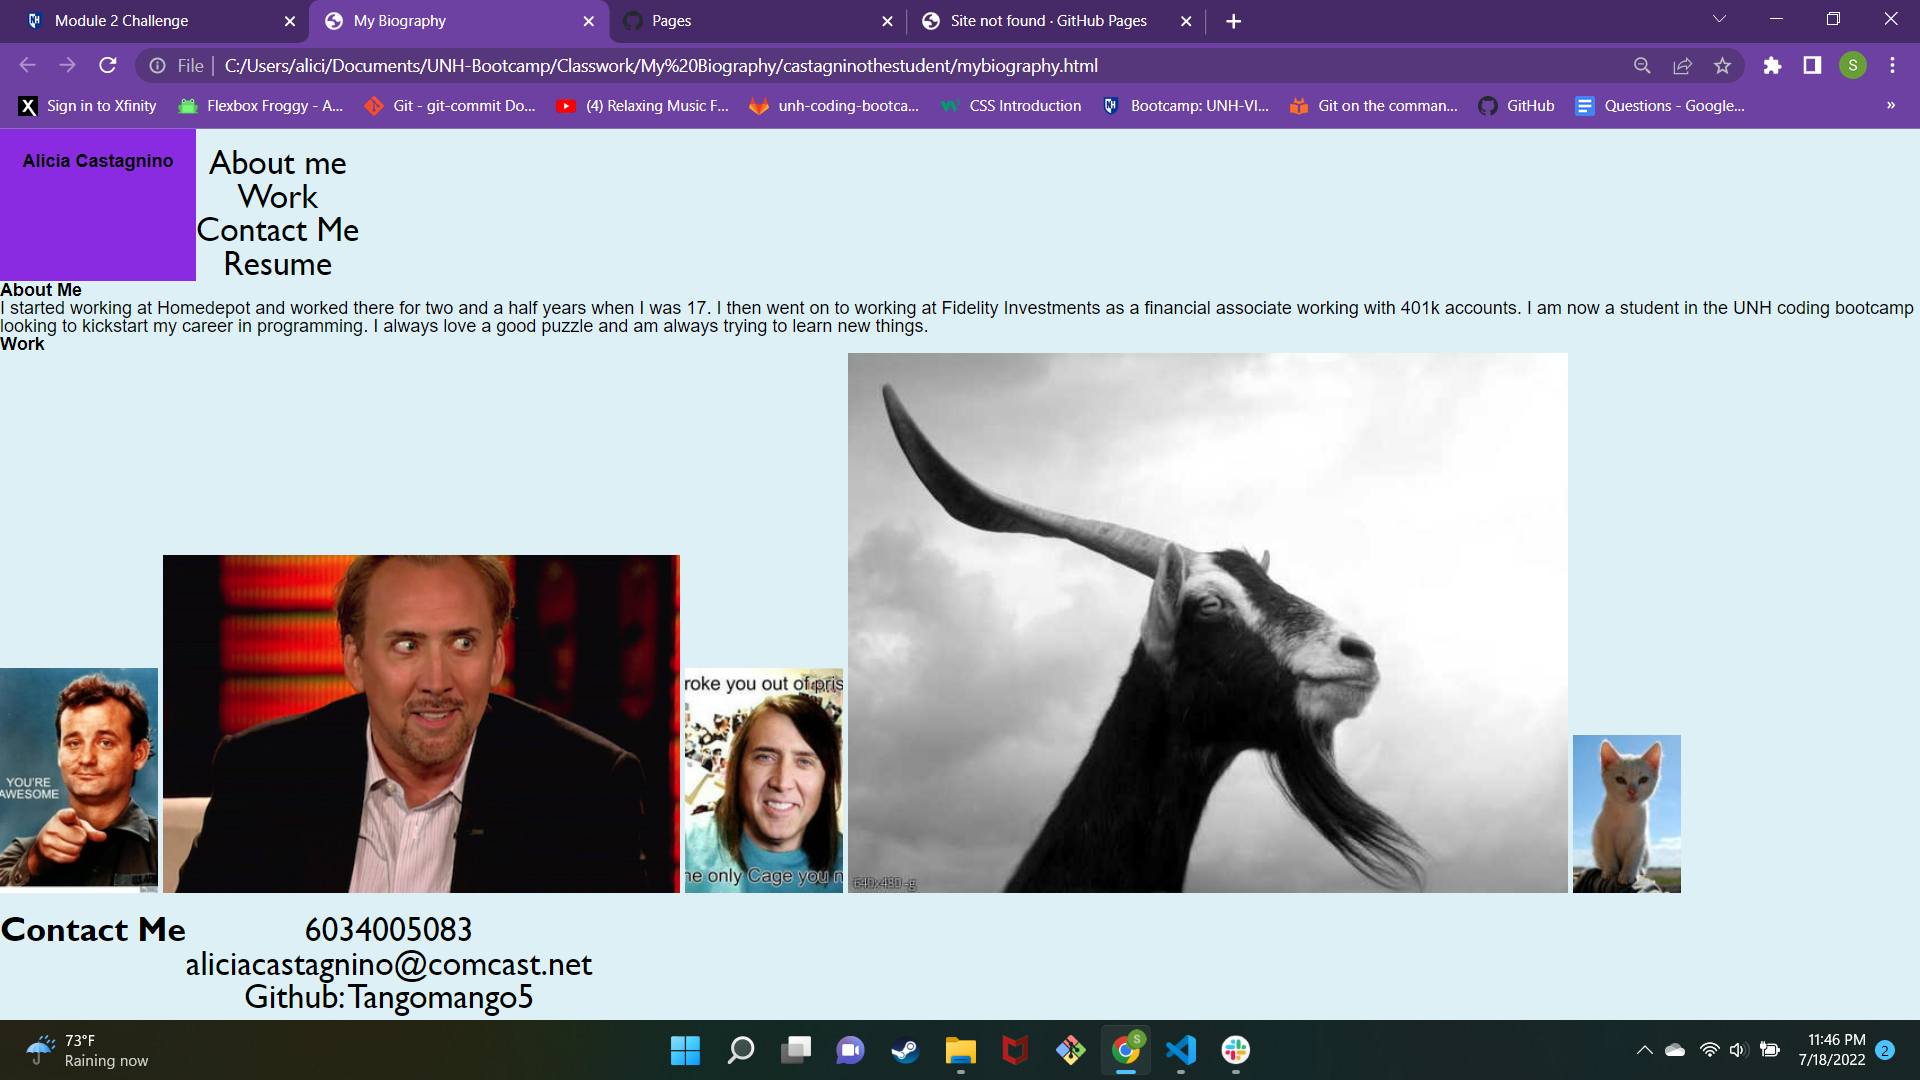 Module 2 Challenge
My Biography
Pages
Site not found · GitHub Pages
File
C:/Users/alici/Documents/UNH-Bootcamp/Classwork/My%20Biography/castagninothestudent/mybiography.html
S
Sign in to Xfinity
Flexbox Froggy - A...
Git - git-commit Do...
(4) Relaxing Music F...
unh-coding-bootca...
CSS Introduction
Bootcamp: UNH-VI...
Git on the comman...
GitHub
Questions - Google...
»
Alicia Castagnino
About me
Work
Contact Me
Resume
About Me
I started working at Homedepot and worked there for two and a half years when I was 17. I then went on to working at Fidelity Investments as a financial associate working with 401k accounts. I am now a student in the UNH coding bootcamp
looking to kickstart my career in programming. I always love a good puzzle and am always trying to learn new things.
Work
YOU'RE
AWESOME
roke you out of pris
ne only Cage you n
640x480
Contact Me
6034005083
aliciacastagnino@comcast.net
Github: Tangomango5
73°F
Raining now
S
11:46 PM
7/18/2022
2